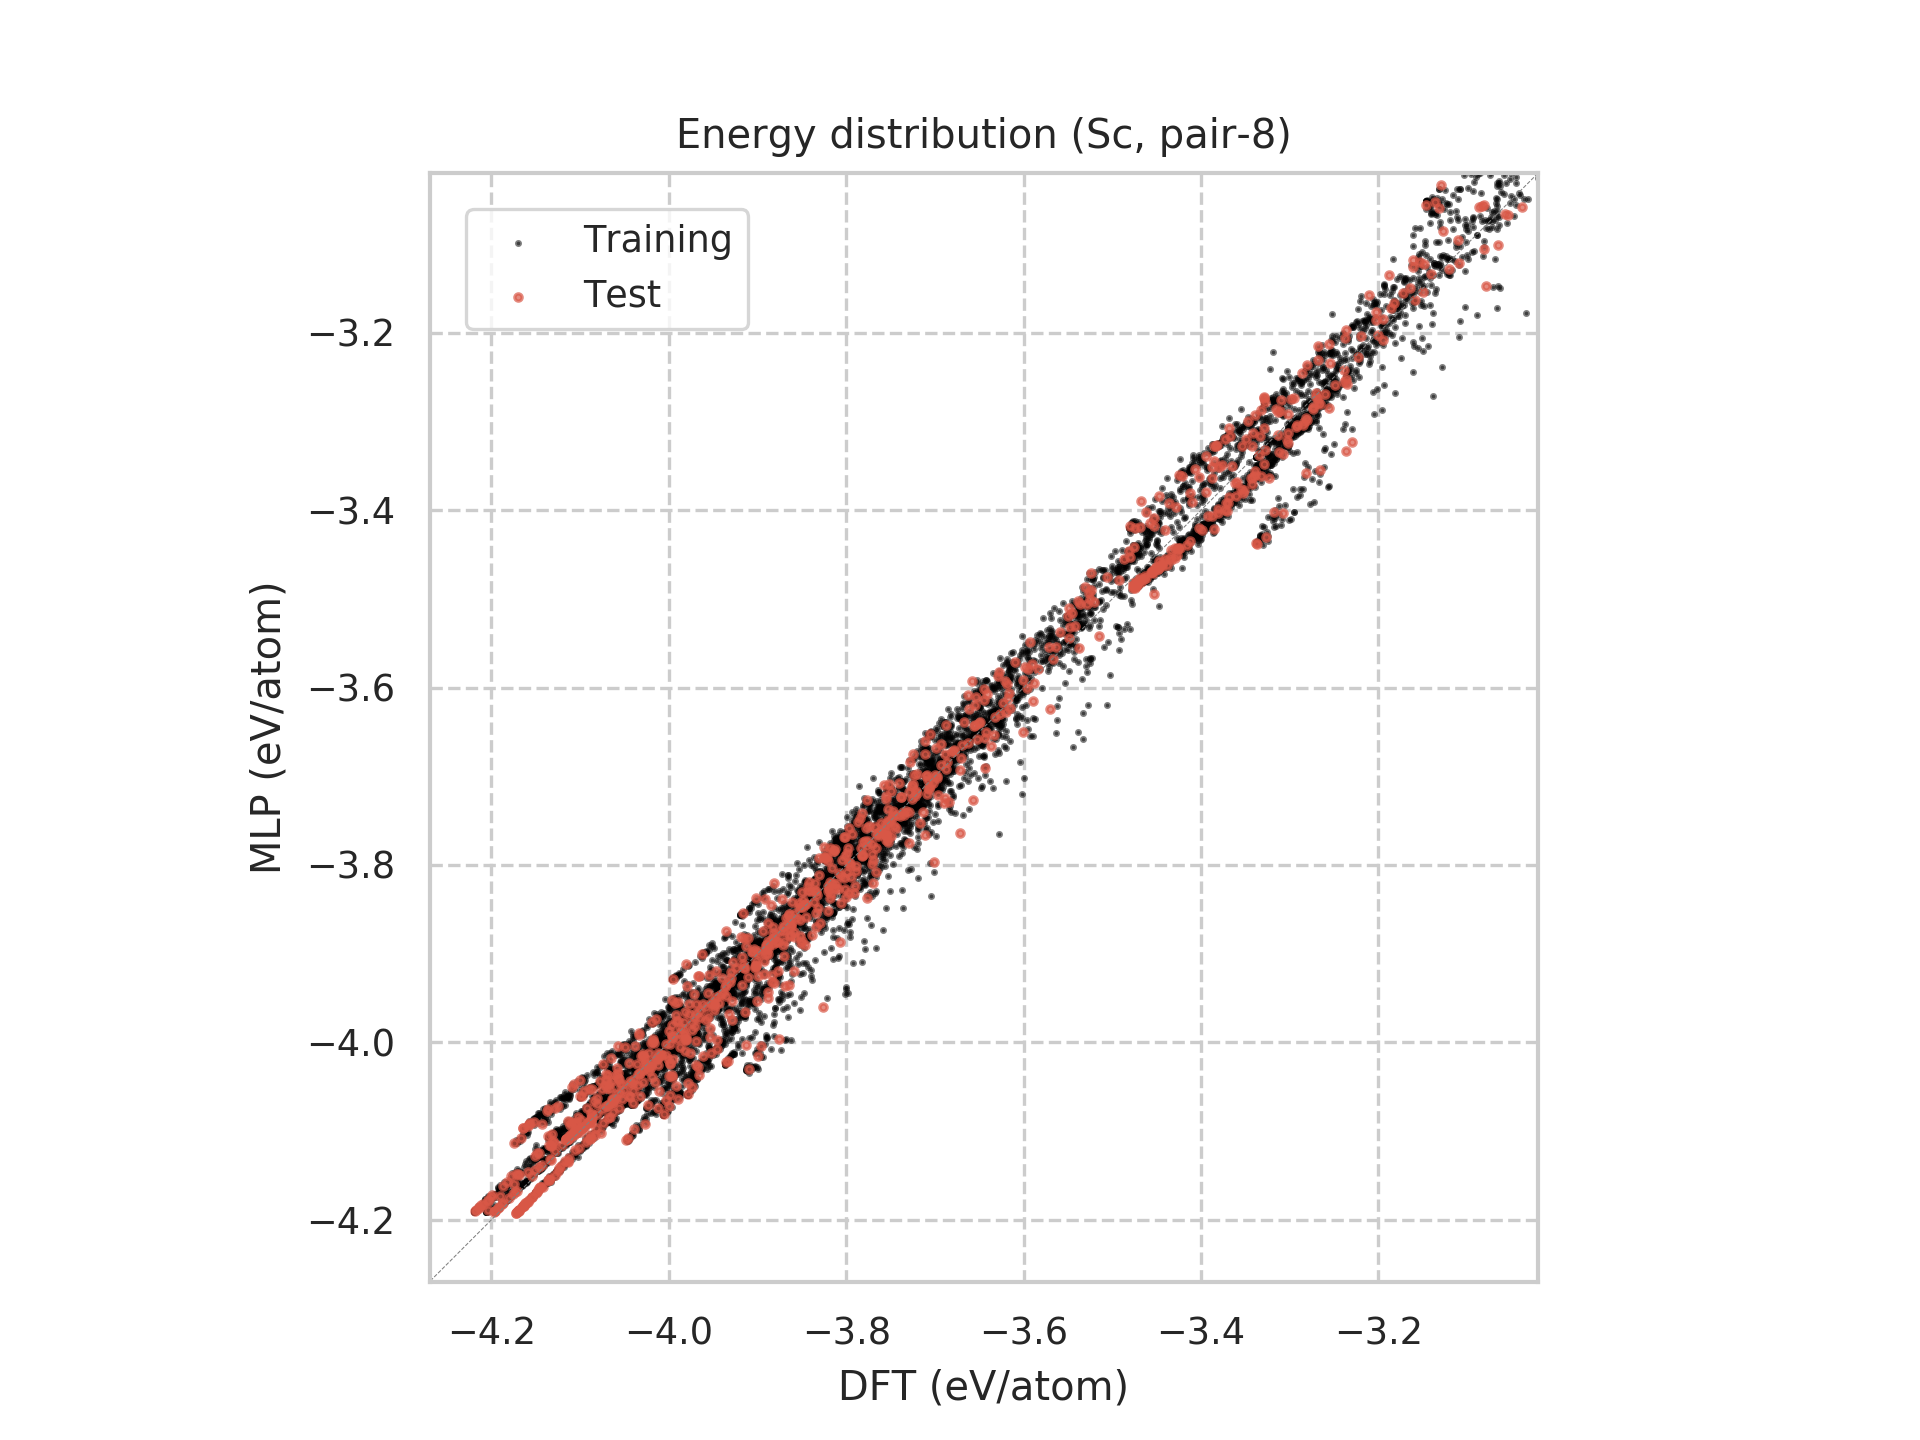 Energy distribution (Sc, pair-8)
Training
Test
−3.2
−3.4
−3.6
−3.8
−4.0
−4.2
MLP (eV/atom)
−4.2 −4.0 −3.8 −3.6 −3.4 −3.2
DFT (eV/atom)